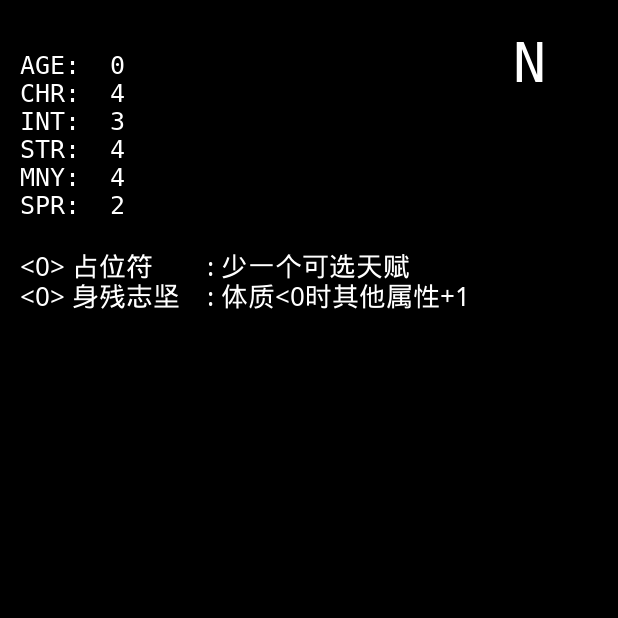 N
AGE: 0
CHR: 4
INT: 3
STR: 4
MNY: 4
SPR: 2
<0> 占位符 : 少一个可选天赋
<0> 身残志坚 : 体质<0时其他属性+1